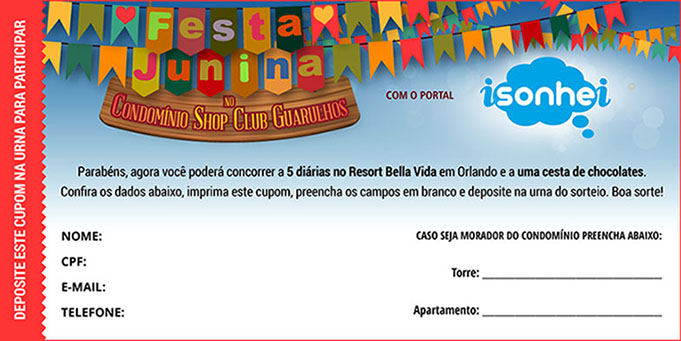 DEPOSITE ESTE CUPOM NA URNA PARA PARTICIPAR
Festa
Junina
NO
CONDOMÍNIO SHOP CLUB GUARULHOS
COM O PORTAL
isonhei
Parabéns, agora você poderá concorrer a 5 diárias no Resort Bella Vida em Orlando e a uma cesta de chocolates.
Confira os dados abaixo, imprima este cupom, preencha os campos em branco e deposite na urna do sorteio. Boa sorte!
NOME:
CPF:
E-MAIL:
TELEFONE:
CASO SEJA MORADOR DO CONDOMÍNIO PREENCHA ABAIXO:
Torre: ____________________
Apartamento: ____________________